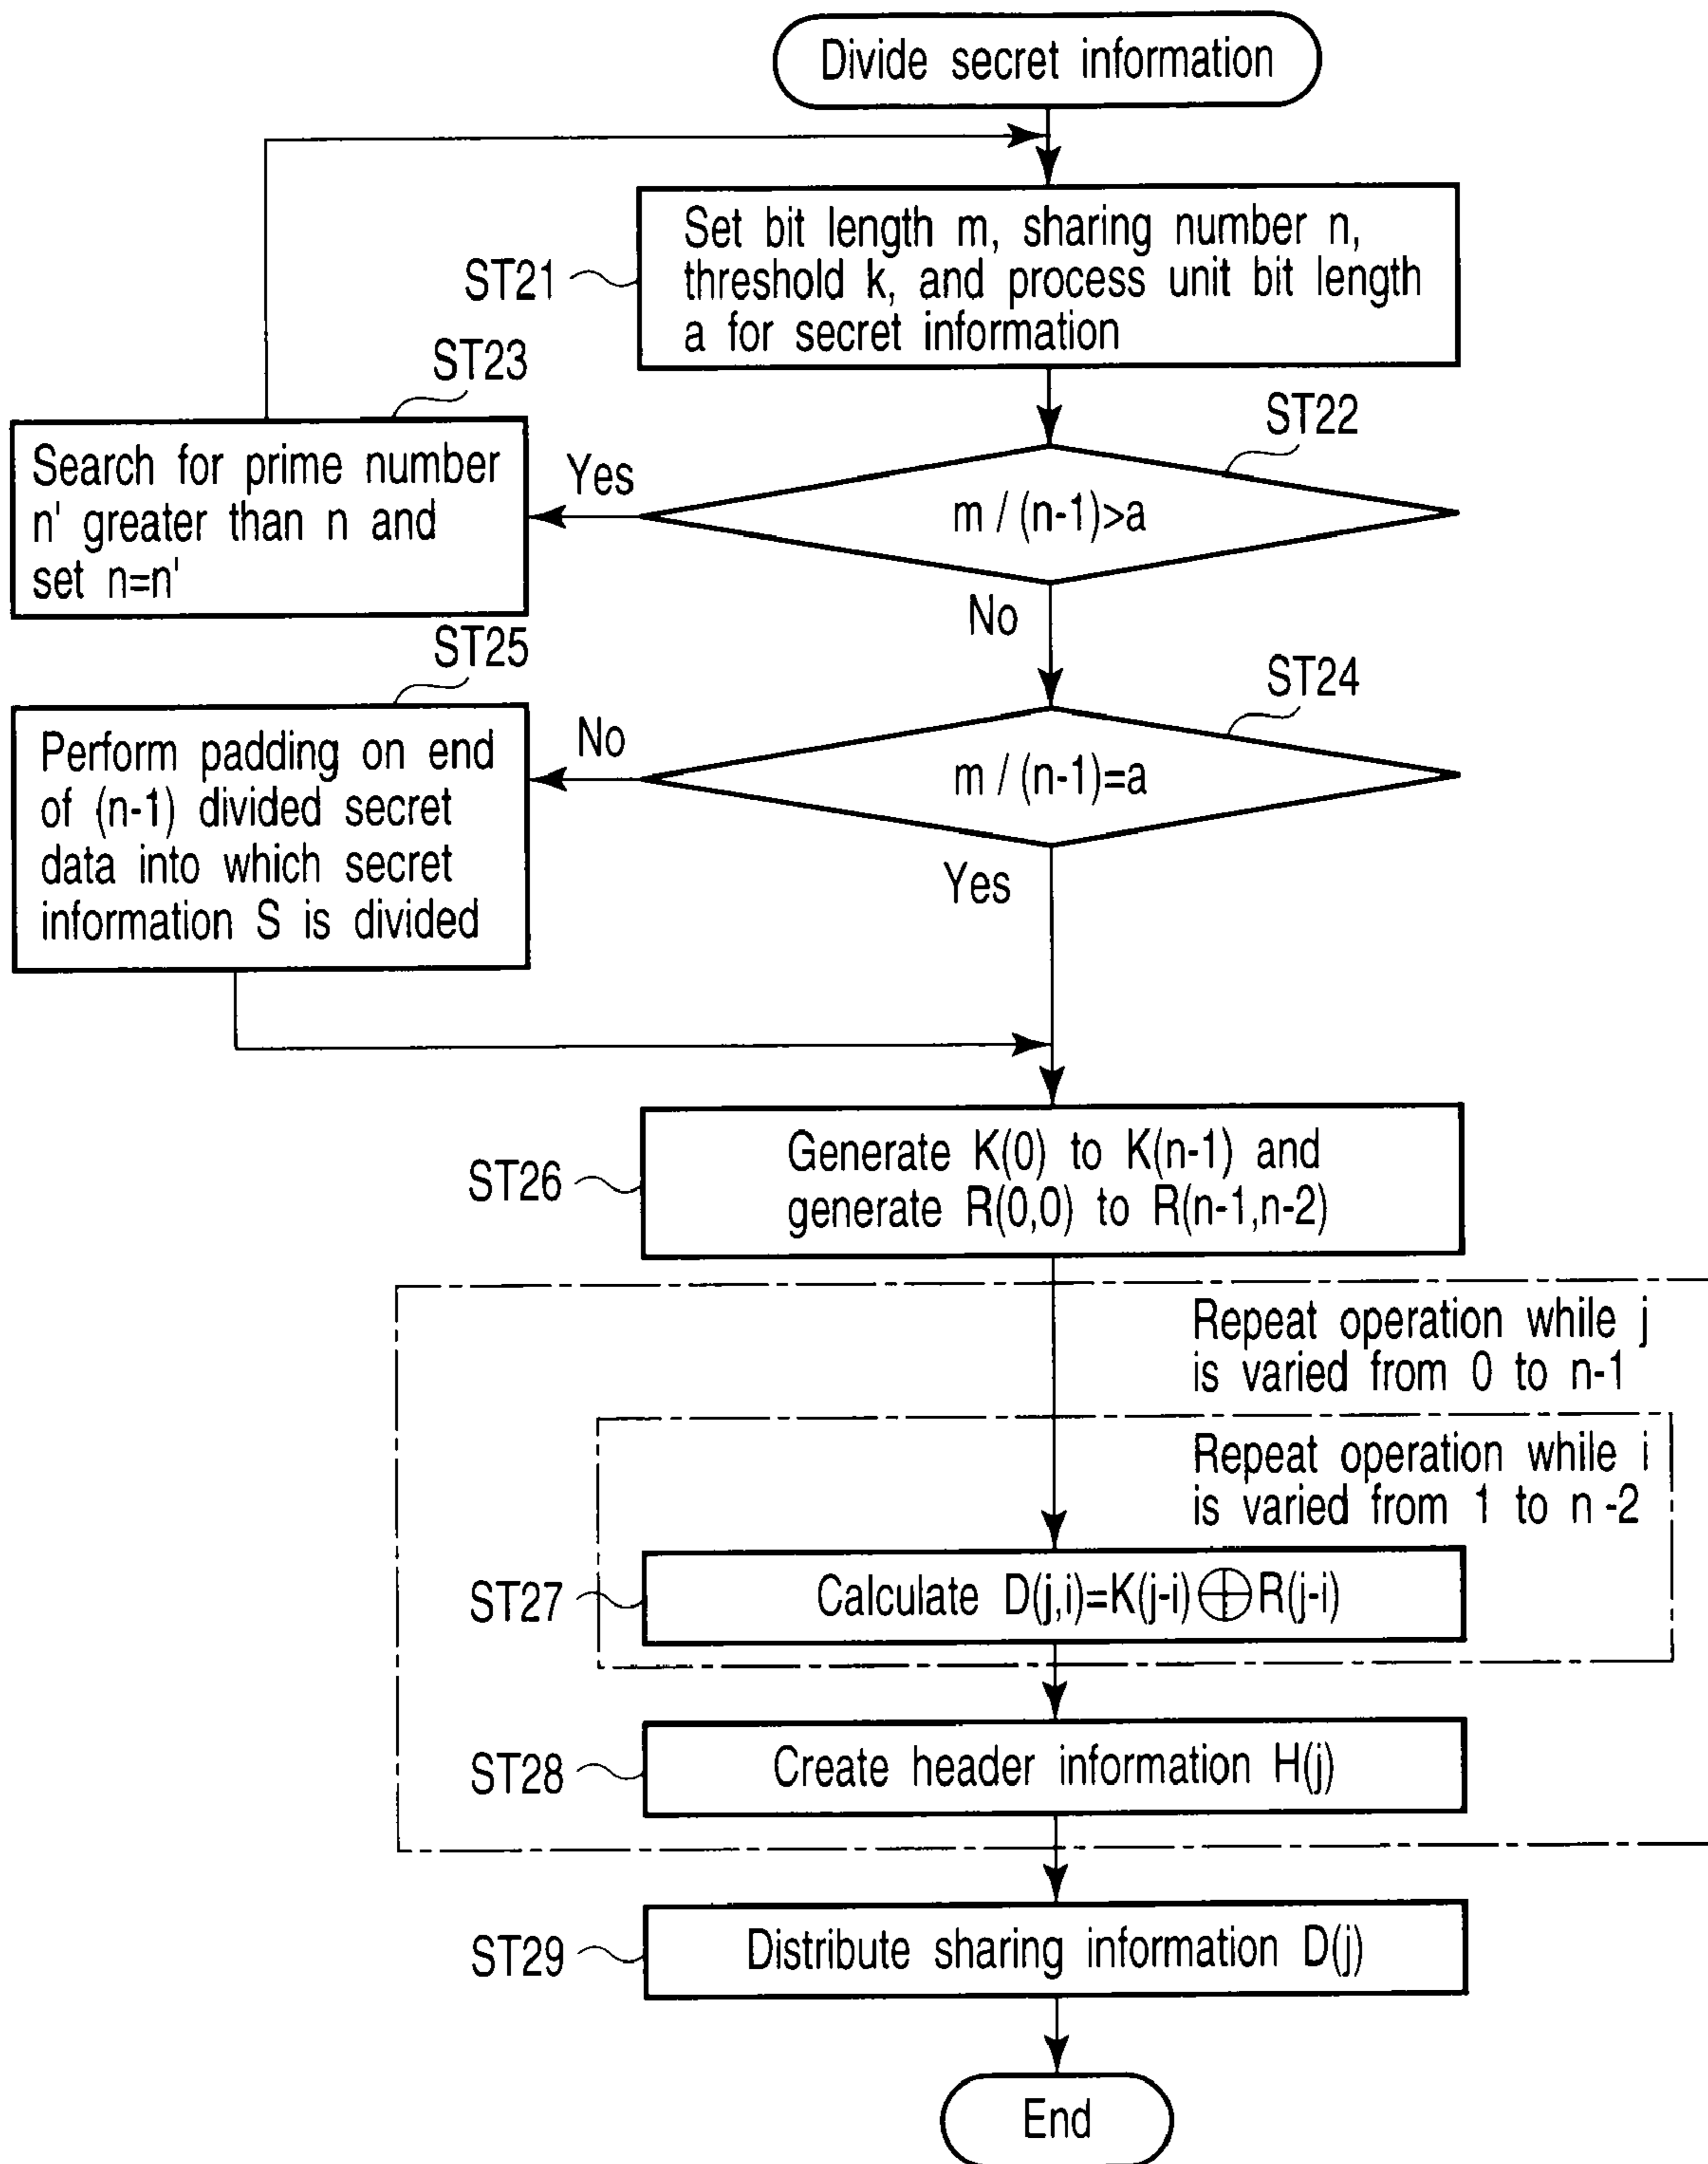 Divide secret information
ST21
Set bit length m, sharing number n,
threshold k, and process unit bit length
a for secret information
ST22
m / (n-1)>a
Yes
No
ST23
Search for prime number
n' greater than n and
set n=n'
ST24
m / (n-1)=a
No
Yes
ST25
Perform padding on end
of (n-1) divided secret
data into which secret
information S is divided
ST26
Generate K(0) to K(n-1) and
generate R(0,0) to R(n-1,n-2)
Repeat operation while j
is varied from 0 to n-1
Repeat operation while i
is varied from 1 to n -2
ST27
Calculate D(j,i)=K(j-i)⊕R(j-i)
ST28
Create header information H(j)
ST29
Distribute sharing information D(j)
End